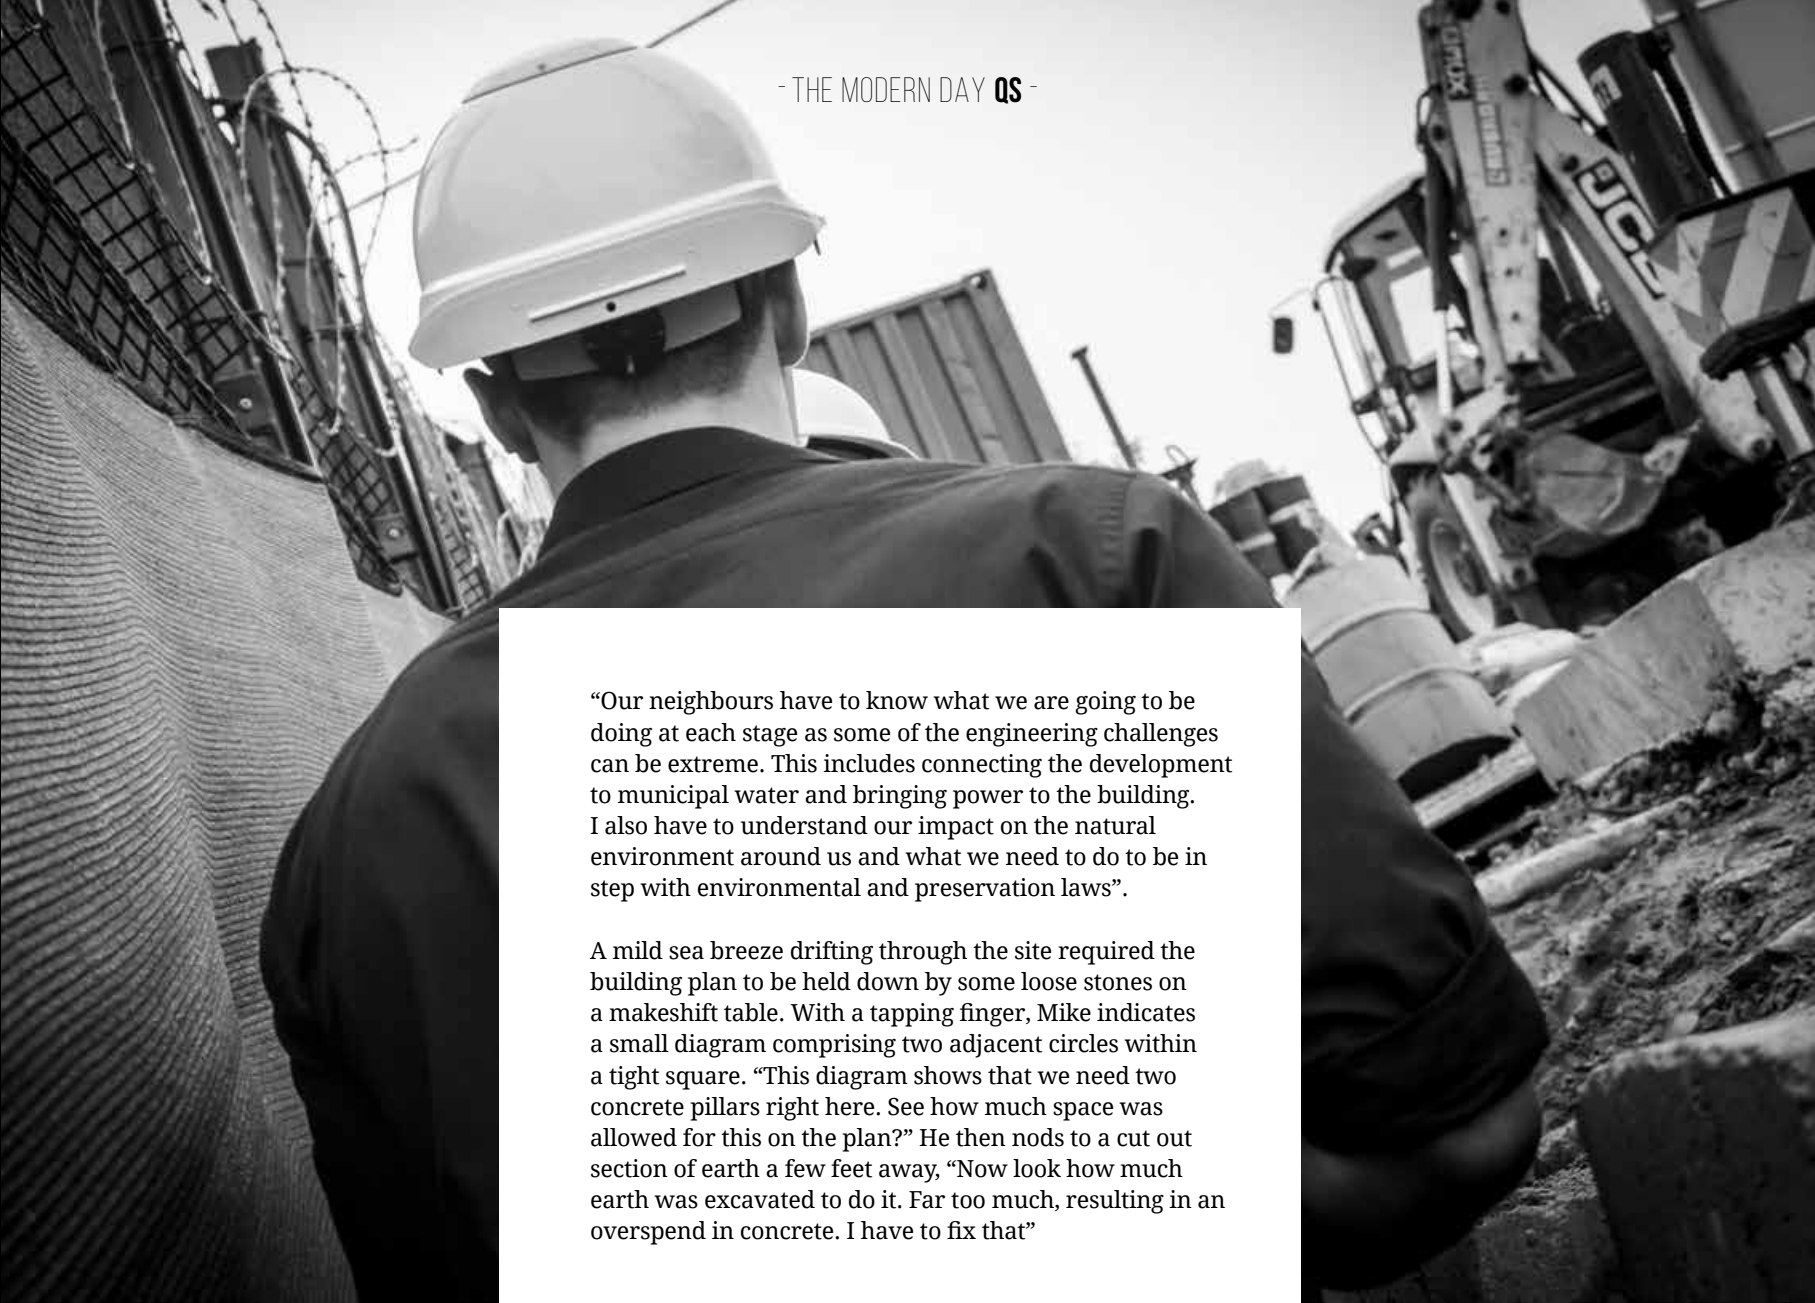 - THE MODERN DAY QS -
JCB
“Our neighbours have to know what we are going to be
doing at each stage as some of the engineering challenges
can be extreme. This includes connecting the development
to municipal water and bringing power to the building.
I also have to understand our impact on the natural
environment around us and what we need to do to be in
step with environmental and preservation laws”.
A mild sea breeze drifting through the site required the
building plan to be held down by some loose stones on
a makeshift table. With a tapping finger, Mike indicates
a small diagram comprising two adjacent circles within
a tight square. “This diagram shows that we need two
concrete pillars right here. See how much space was
allowed for this on the plan?” He then nods to a cut out
section of earth a few feet away, “Now look how much
earth was excavated to do it. Far too much, resulting in an
overspend in concrete. I have to fix that”